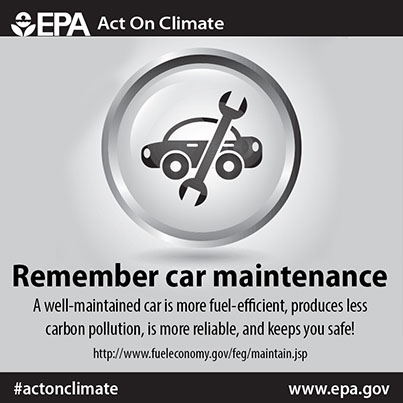 EPA Act On Climate
Remember car maintenance
A well-maintained car is more fuel-efficient, produces less
carbon pollution, is more reliable, and keeps you safe!
http://www.fueleconomy.gov/feg/maintain.jsp
#actonclimate www.epa.gov